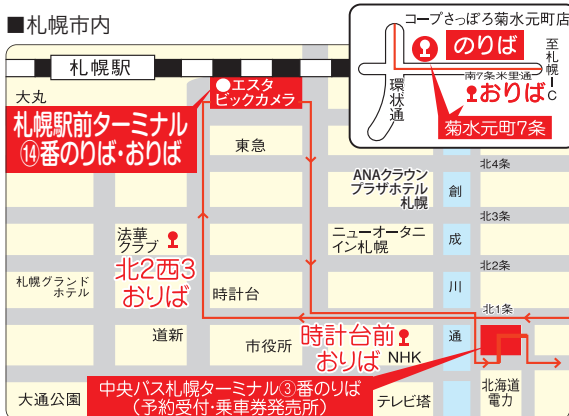 ■札幌市内
コープさっぽろ菊水元町店
のりば
至札幌I・C
南7条米里通
おりば
環状通
菊水元町7条
札幌駅
大丸
エスタ
ビックカメラ
札幌駅前ターミナル
⑭番のりば・おりば
東急
北4条
ANAクラウン
プラザホテル
札幌
創成川通
北3条
法華
クラブ
ニューオータニ
イン札幌
北2西3
おりば
北2条
札幌グランド
ホテル
時計台
北1条
道新
市役所
時計台前
おりば
NHK
中央バス札幌ターミナル③番のりば
(予約受付・乗車券発売所)
大通公園
テレビ塔
北海道
電力